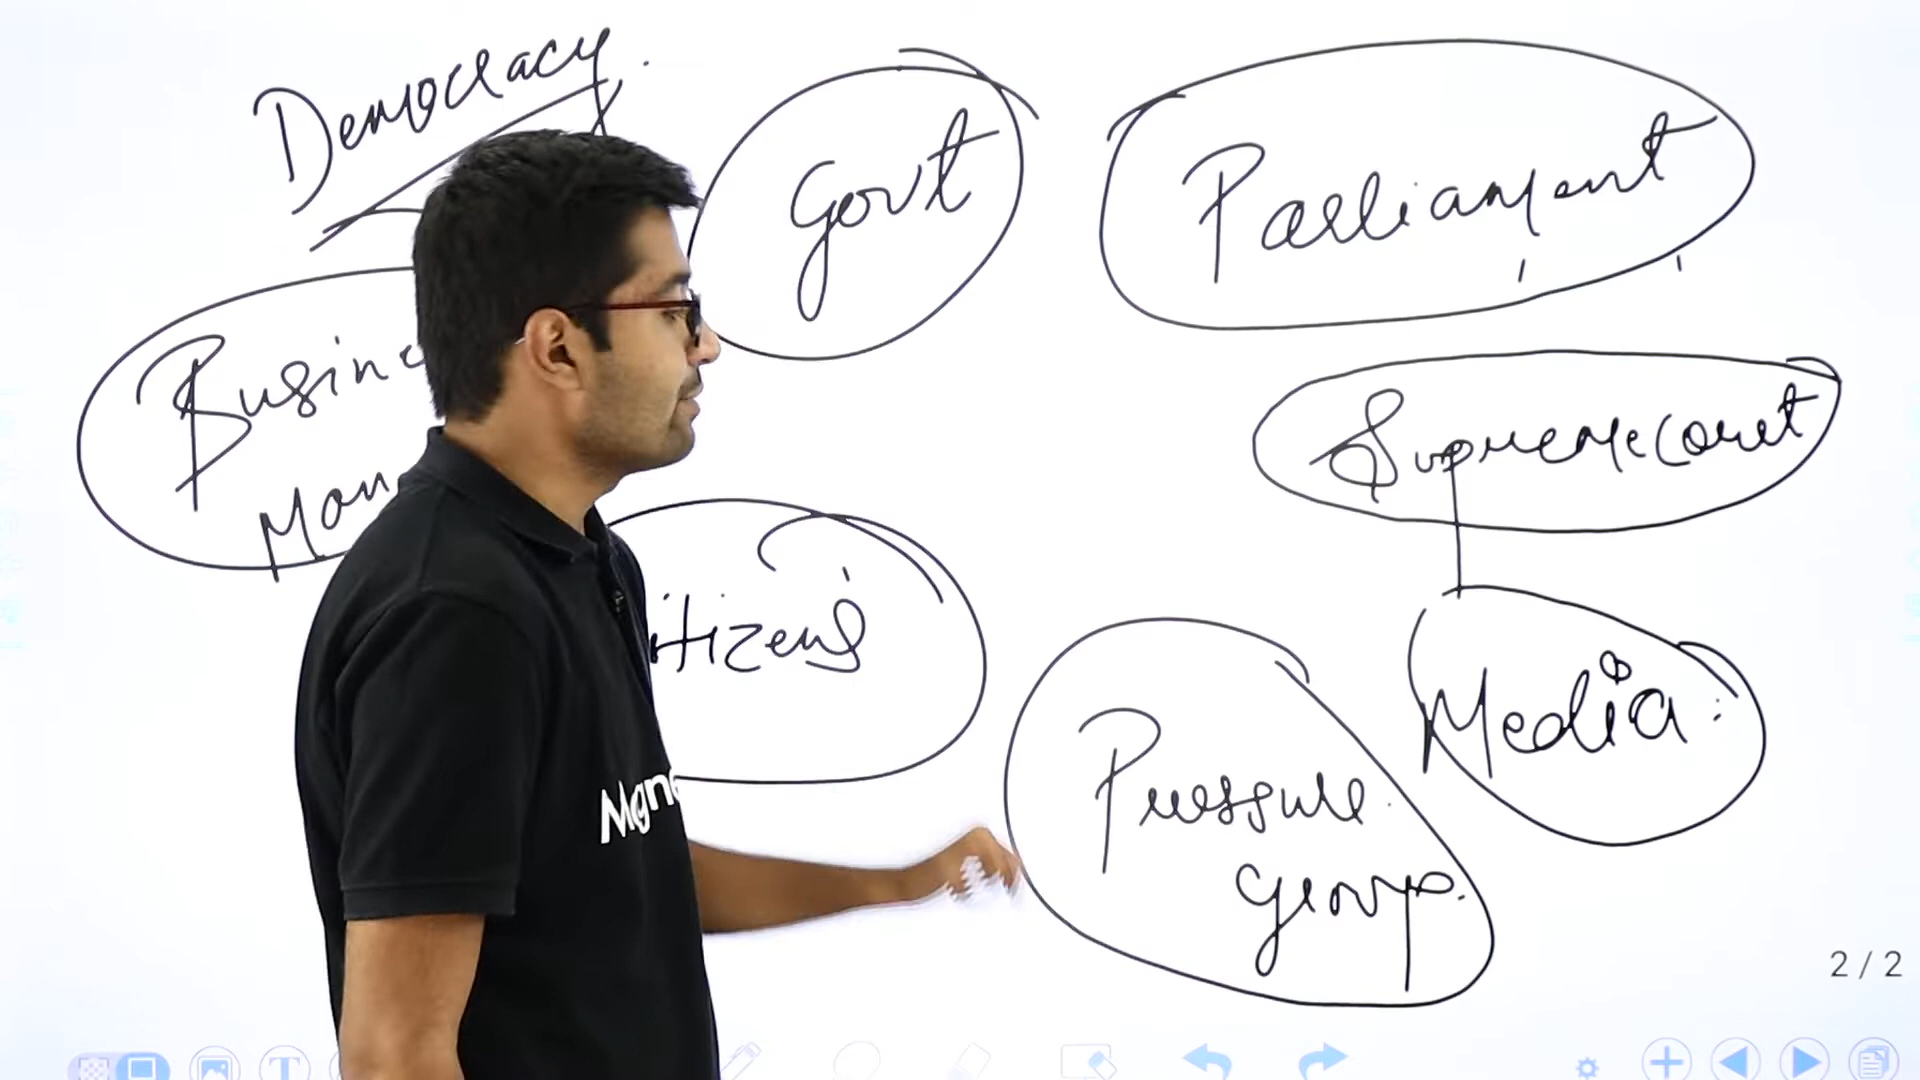 Democracy.
Govt
Parliament
Supreme Court
Media
Pressure
group.
2 / 2
T